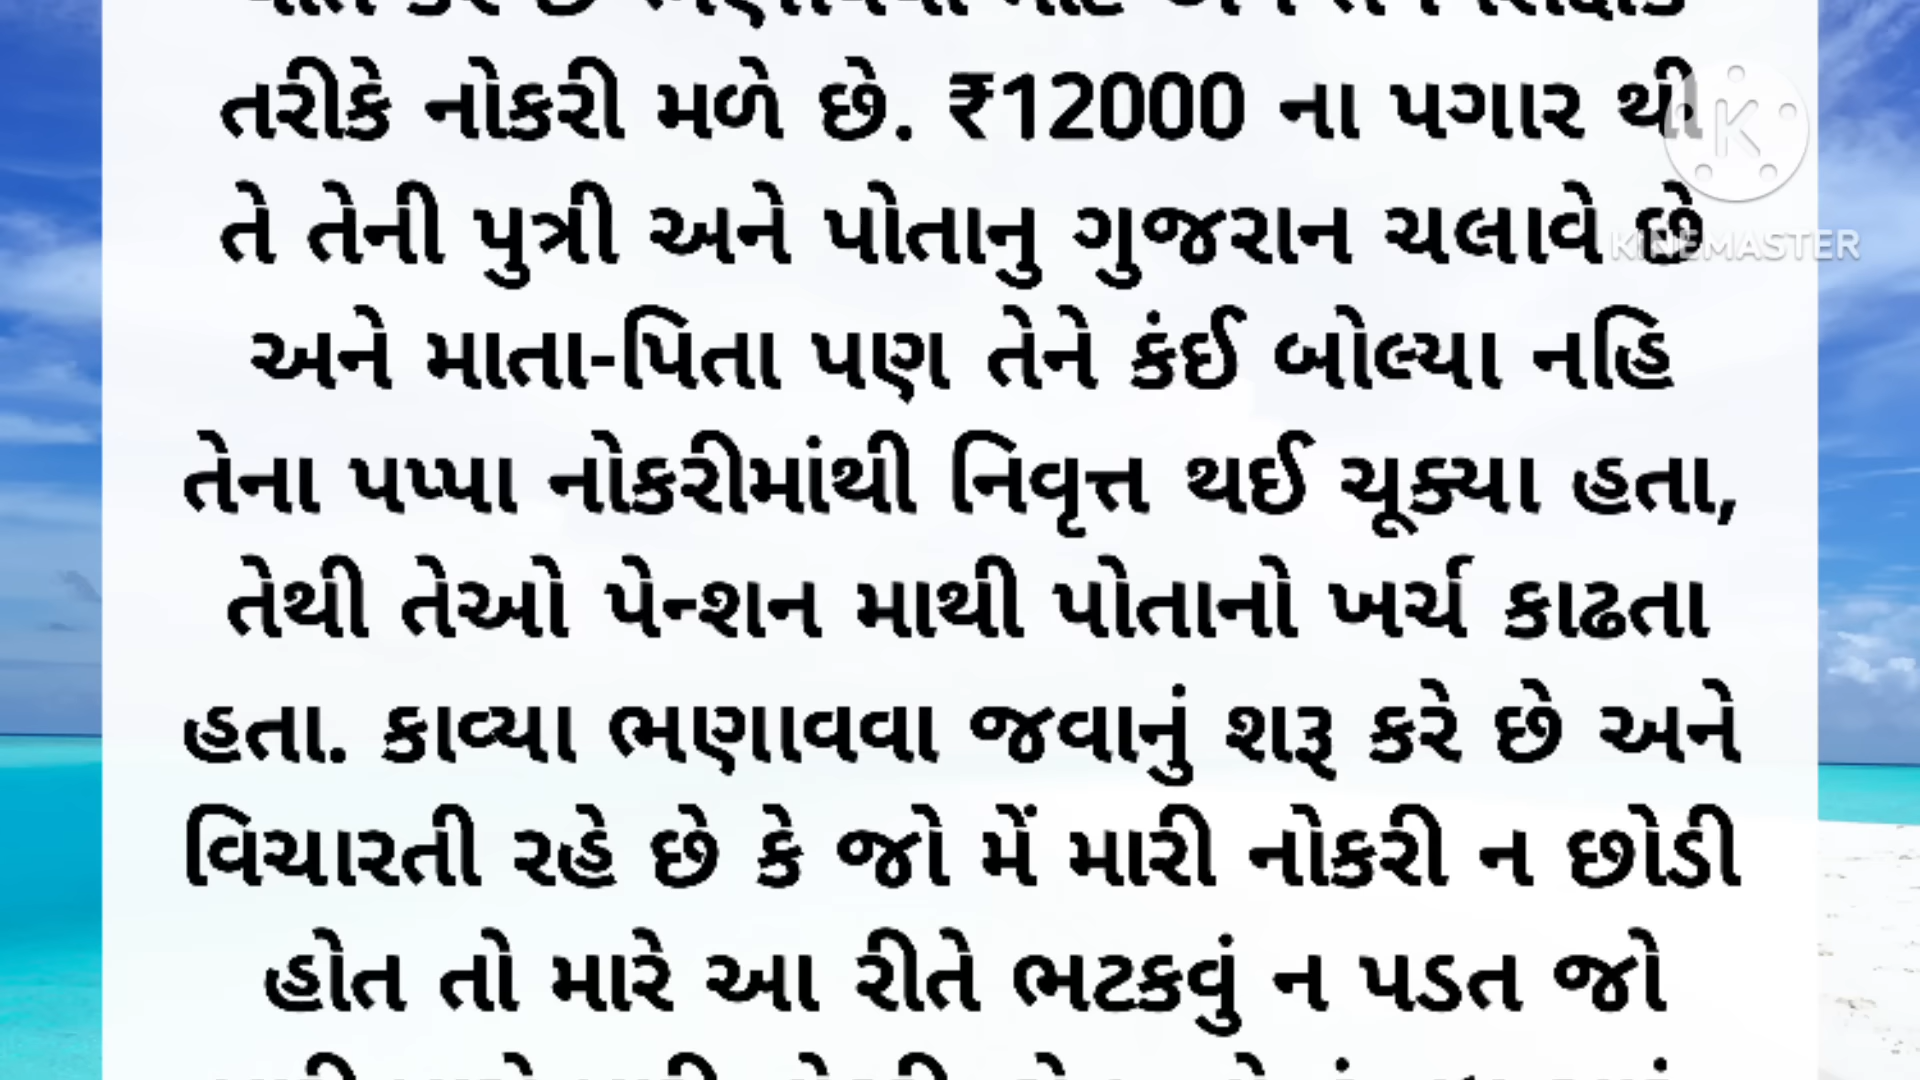 તરીકે નોકરી મળે છે. ₹12000 ના પગાર થી
તે તેની પુત્રી અને પોતાનુ ગુજરાન ચલાવે છે
અને માતા-પિતા પણ તેને કંઈ બોલ્યા નહિ
તેના પપ્પા નોકરીમાંથી નિવૃત્ત થઈ ચૂક્યા હતા,
તેથી તેઓ પેન્શન માથી પોતાનો ખર્ચ કાઢતા
હતા. કાવ્યા ભણાવવા જવાનું શરૂ કરે છે અને
વિચારતી રહે છે કે જો મેં મારી નોકરી ન છોડી
હોત તો મારે આ રીતે ભટકવું ન પડત જો
K
KINEMASTER